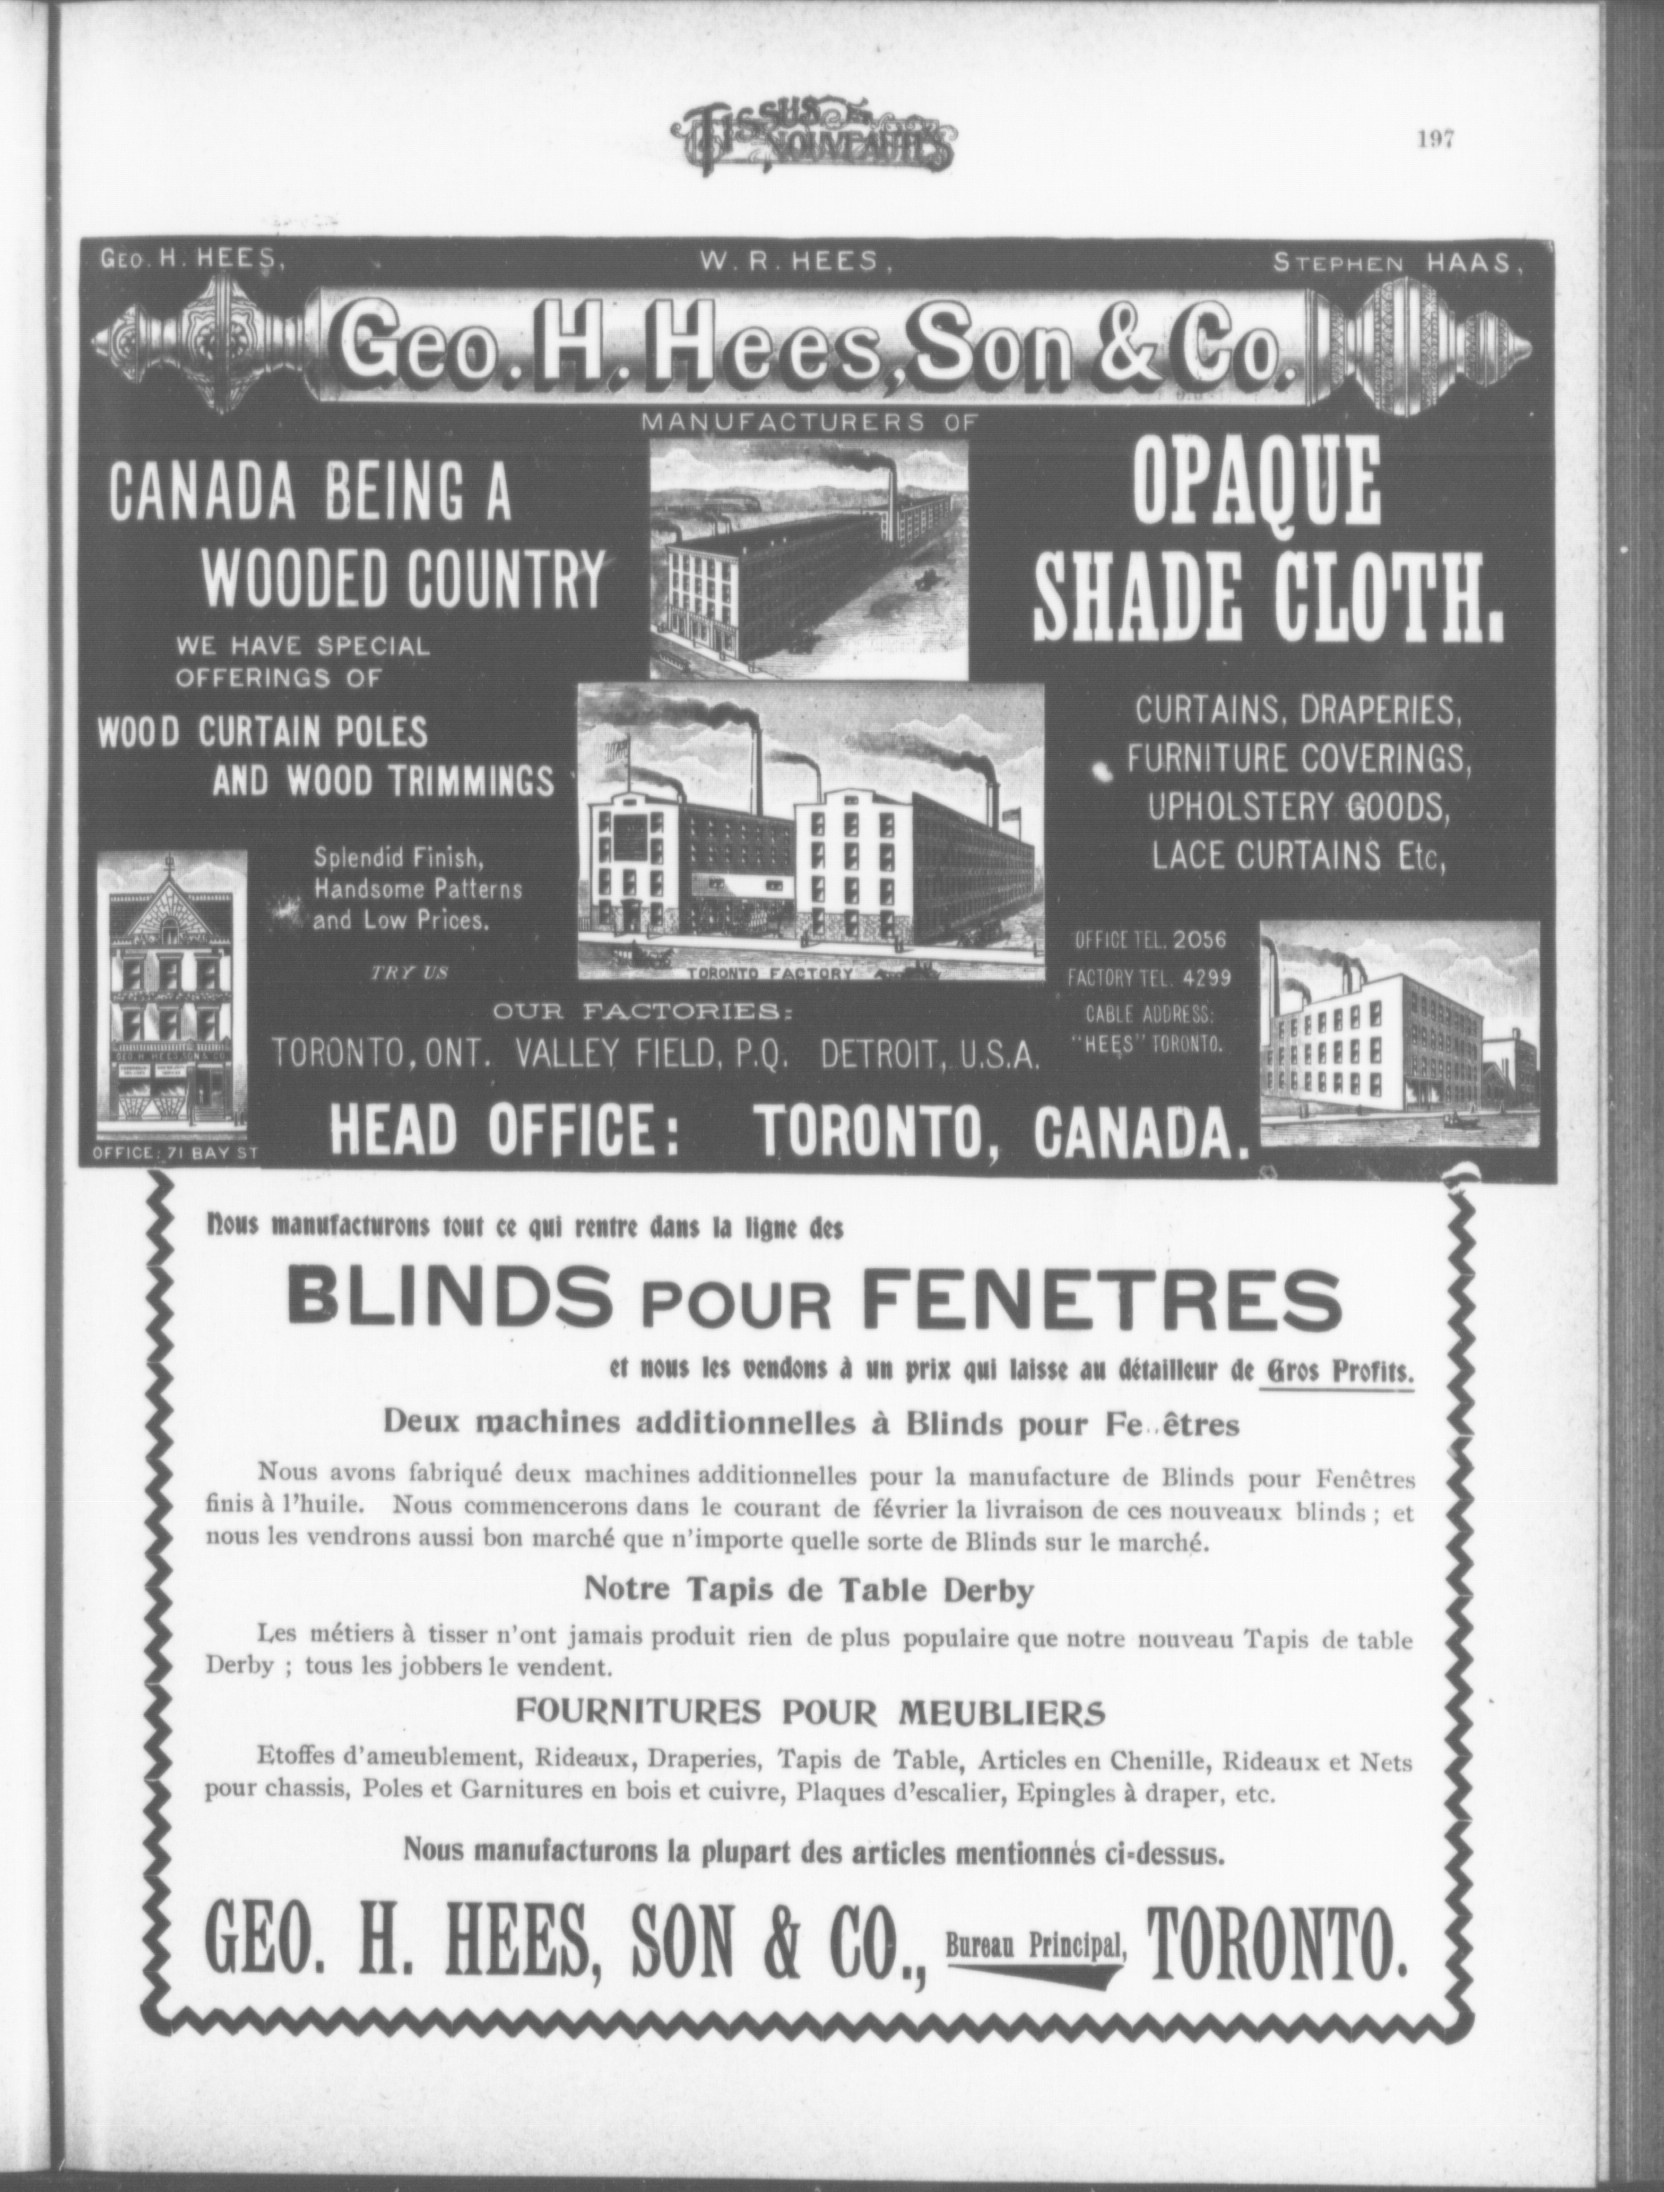 TISSUS ET
NOUVEAUTES
197
GEO. H. HEES,
W. R. HEES,
STEPHEN HAAS,
Geo. H. Hees, Son & Co.
MANUFACTURERS OF
CANADA BEING A
WOODED COUNTRY
WE HAVE SPECIAL
OFFERINGS OF
WOOD CURTAIN POLES
AND WOOD TRIMMINGS
Splendid Finish,
Handsome Patterns
and Low Prices.
TRY US
OPAQUE
SHADE CLOTH.
CURTAINS, DRAPERIES,
FURNITURE COVERINGS,
UPHOLSTERY GOODS,
LACE CURTAINS Etc,
TORONTO FACTORY
OFFICE TEL. 2056
FACTORY TEL. 4299
CABLE ADDRESS:
"HEES" TORONTO.
OUR FACTORIES:
TORONTO, ONT. VALLEY FIELD, P.Q. DETROIT, U.S.A.
HEAD OFFICE: TORONTO, CANADA.
GEO. H. HEES, SON & CO
OFFICE: 71 BAY ST
Nous manufacturons tout ce qui rentre dans la ligne des
BLINDS POUR FENETRES
et nous les vendons à un prix qui laisse au détailleur de Gros Profits.
Deux machines additionnelles à Blinds pour Fe..êtres
Nous avons fabriqué deux machines additionnelles pour la manufacture de Blinds pour Fenêtres
finis à l'huile. Nous commencerons dans le courant de février la livraison de ces nouveaux blinds ; et
nous les vendrons aussi bon marché que n'importe quelle sorte de Blinds sur le marché.
Notre Tapis de Table Derby
Les métiers à tisser n'ont jamais produit rien de plus populaire que notre nouveau Tapis de table
Derby ; tous les jobbers le vendent.
FOURNITURES POUR MEUBLIERS
Etoffes d'ameublement, Rideaux, Draperies, Tapis de Table, Articles en Chenille, Rideaux et Nets
pour chassis, Poles et Garnitures en bois et cuivre, Plaques d'escalier, Epingles à draper, etc.
Nous manufacturons la plupart des articles mentionnés ci-dessus.
GEO. H. HEES, SON & CO., Bureau Principal, TORONTO.